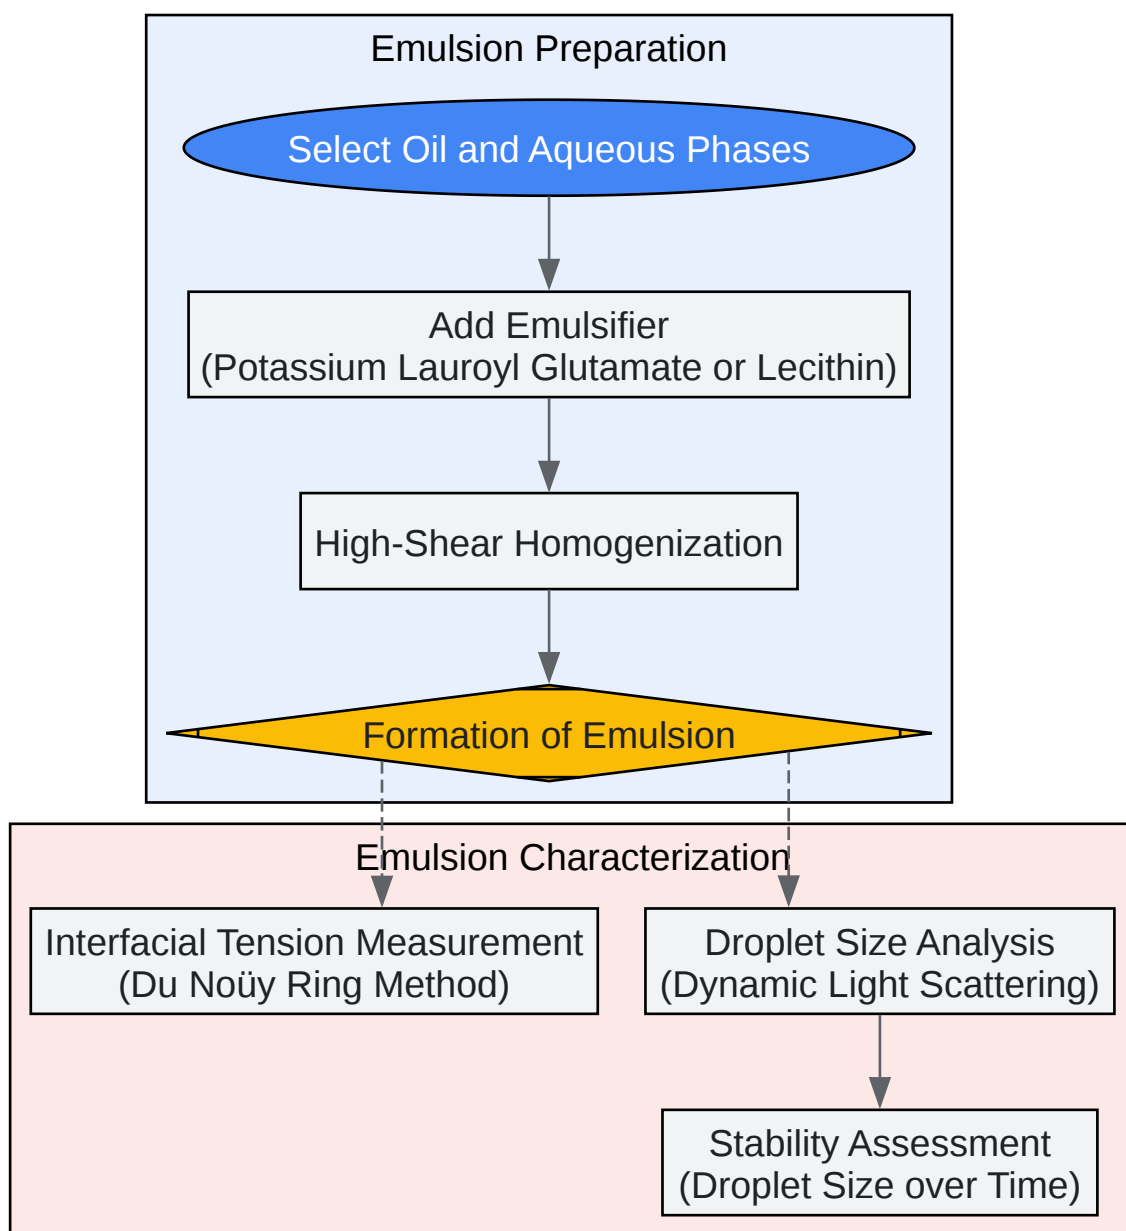 Emulsion Preparation
Select Oil and Aqueous Phases
Add Emulsifier
(Potassium Lauroyl Glutamate or Lecithin)
High-Shear Homogenization
Formation of Emulsion
Emulsion Characterization
Interfacial Tension Measurement
(Du Noüy Ring Method)
Droplet Size Analysis
(Dynamic Light Scattering)
Stability Assessment
(Droplet Size over Time)